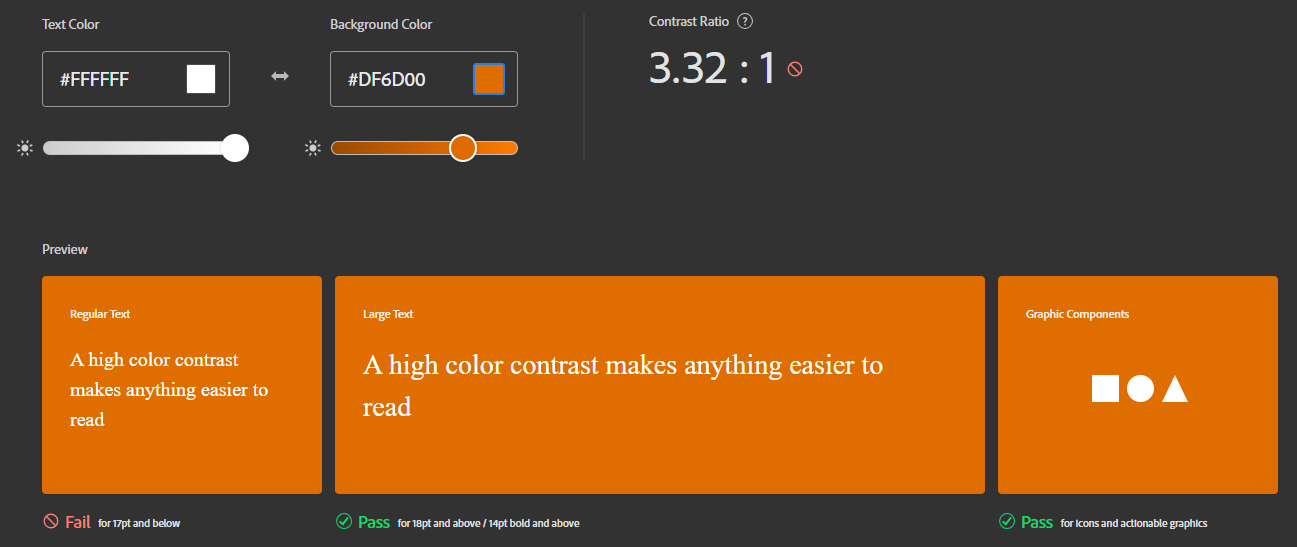 Text Color
#FFFFFF
Background Color
#DF6D00
Contrast Ratio ?
3.32 : 1
Preview
Regular Text
A high color contrast
makes anything easier to
read
Fail for 17pt and below
Large Text
A high color contrast makes anything easier to
read
Pass for 18pt and above / 14pt bold and above
Graphic Components
Pass for icons and actionable graphics